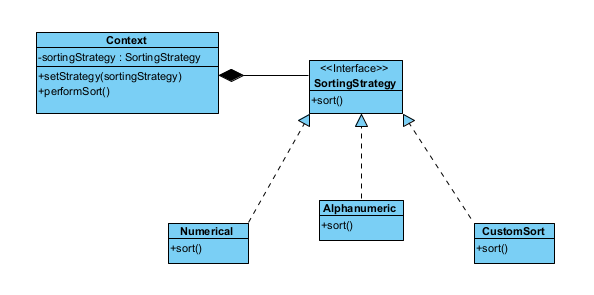 Context
-sortingStrategy : SortingStrategy
+setStrategy(sortingStrategy)
+performSort()
<<Interface>>
SortingStrategy
+sort()
Alphanumeric
+sort()
Numerical
+sort()
CustomSort
+sort()